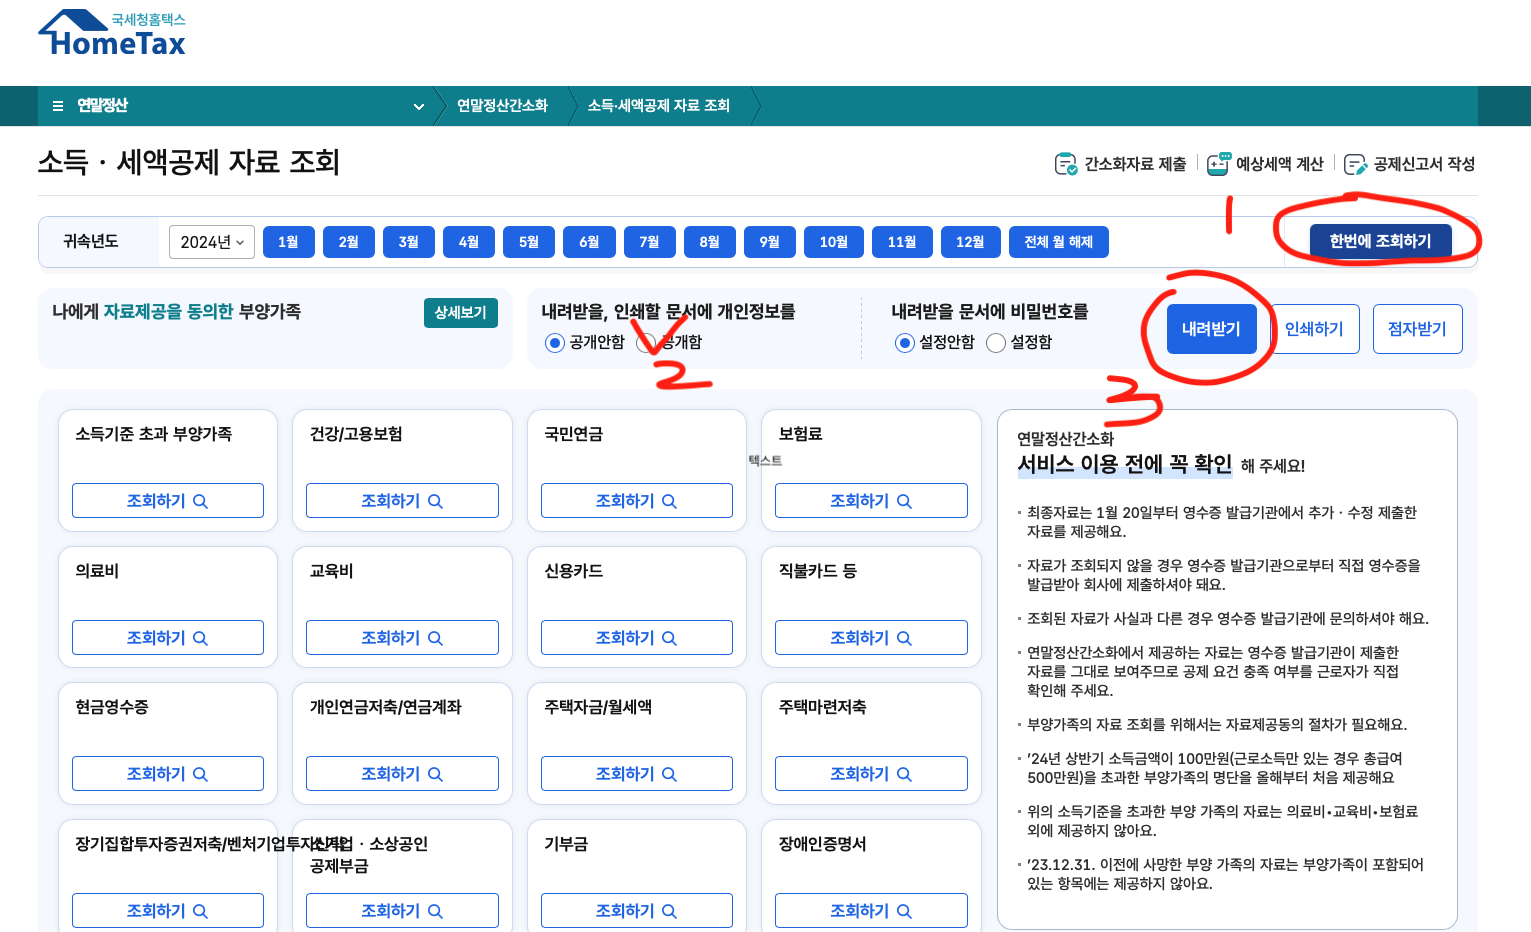 국세청홈택스
HomeTax
연말정산
연말정산간소화
소득·세액공제 자료 조회
소득 · 세액공제 자료 조회
간소화자료 제출
예상세액 계산
공제신고서 작성
1
귀속년도
2024년
1월
2월
3월
4월
5월
6월
7월
8월
9월
10월
11월
12월
전체 월 해제
한번에 조회하기
나에게 자료제공을 동의한 부양가족
상세보기
내려받을, 인쇄할 문서에 개인정보를
공개안함
공개함
내려받을 문서에 비밀번호를
설정안함
설정함
내려받기
인쇄하기
점자받기
2
3
소득기준 초과 부양가족
조회하기
건강/고용보험
조회하기
국민연금
조회하기
보험료
조회하기
텍스트
의료비
조회하기
교육비
조회하기
신용카드
조회하기
직불카드 등
조회하기
현금영수증
조회하기
개인연금저축/연금계좌
조회하기
주택자금/월세액
조회하기
주택마련저축
조회하기
장기집합투자증권저축/벤처기업투자신탁
조회하기
소기업 · 소상공인
공제부금
조회하기
기부금
조회하기
장애인증명서
조회하기
연말정산간소화
서비스 이용 전에 꼭 확인 해 주세요!
최종자료는 1월 20일부터 영수증 발급기관에서 추가 · 수정 제출한
자료를 제공해요.
자료가 조회되지 않을 경우 영수증 발급기관으로부터 직접 영수증을
발급받아 회사에 제출하셔야 돼요.
조회된 자료가 사실과 다른 경우 영수증 발급기관에 문의하셔야 해요.
연말정산간소화에서 제공하는 자료는 영수증 발급기관이 제출한
자료를 그대로 보여주므로 공제 요건 충족 여부를 근로자가 직접
확인해 주세요.
부양가족의 자료 조회를 위해서는 자료제공동의 절차가 필요해요.
'24년 상반기 소득금액이 100만원(근로소득만 있는 경우 총급여
500만원)을 초과한 부양가족의 명단을 올해부터 처음 제공해요
위의 소득기준을 초과한 부양 가족의 자료는 의료비•교육비•보험료
외에 제공하지 않아요.
'23.12.31. 이전에 사망한 부양 가족의 자료는 부양가족이 포함되어
있는 항목에는 제공하지 않아요.